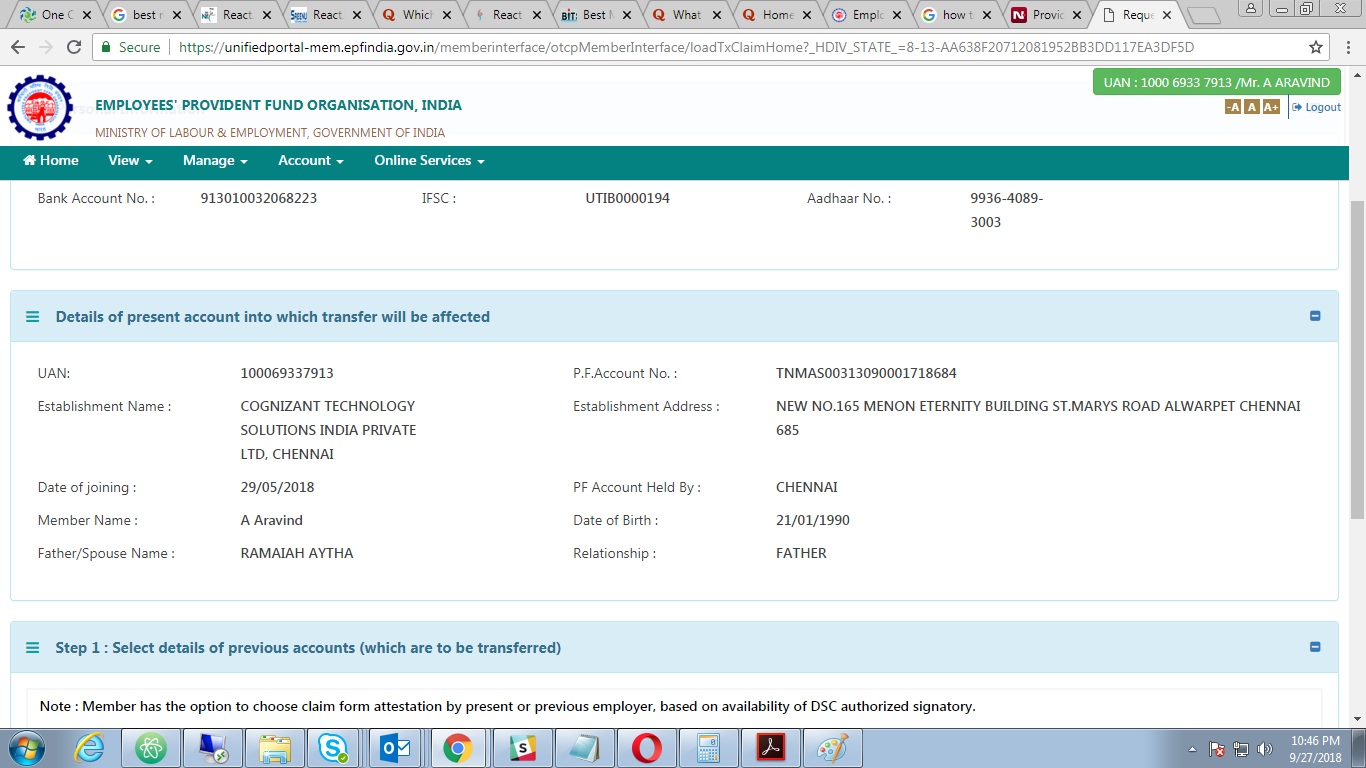 One C
best r
React
React
Which
React
Best M
What
Home
Emplo
how t
Provid
Reque
Secure https://unifiedportal-mem.epfindia.gov.in/memberinterface/otcpMemberInterface/loadTxClaimHome?_HDIV_STATE_=8-13-AA638F20712081952BB3DD117EA3DF5D
UAN : 1000 6933 7913 /Mr. A ARAVIND
EMPLOYEES' PROVIDENT FUND ORGANISATION, INDIA
-A A A+ Logout
MINISTRY OF LABOUR & EMPLOYMENT, GOVERNMENT OF INDIA
Home View Manage Account Online Services
Bank Account No. : 913010032068223 IFSC : UTIB0000194 Aadhaar No. : 9936-4089-
3003
Details of present account into which transfer will be affected
UAN: 100069337913 P.F.Account No. : TNMAS00313090001718684
Establishment Name : COGNIZANT TECHNOLOGY Establishment Address : NEW NO.165 MENON ETERNITY BUILDING ST.MARYS ROAD ALWARPET CHENNAI
SOLUTIONS INDIA PRIVATE 685
LTD, CHENNAI
Date of joining : 29/05/2018 PF Account Held By : CHENNAI
Member Name : A Aravind Date of Birth : 21/01/1990
Father/Spouse Name : RAMAIAH AYTHA Relationship : FATHER
Step 1 : Select details of previous accounts (which are to be transferred)
Note : Member has the option to choose claim form attestation by present or previous employer, based on availability of DSC authorized signatory.
10:46 PM
9/27/2018